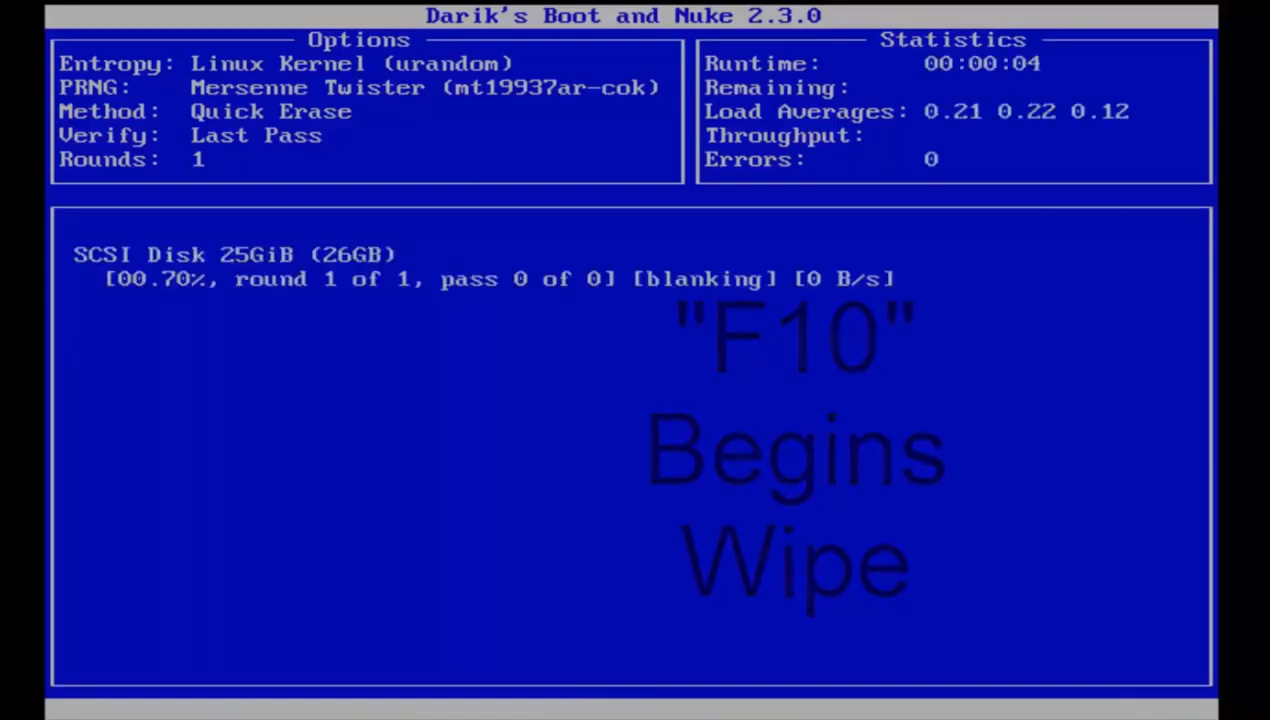 Darik's Boot and Nuke 2.3.0
Options
Entropy: Linux Kernel (urandom)
PRNG: Mersenne Twister (mt19937ar-cok)
Method: Quick Erase
Verify: Last Pass
Rounds: 1
Statistics
Runtime: 00:00:04
Remaining:
Load Averages: 0.21 0.22 0.12
Throughput:
Errors: 0
SCSI Disk 25GiB (26GB)
[00.70%, round 1 of 1, pass 0 of 0] [blanking] [0 B/s]
"F10"
Begins
Wipe